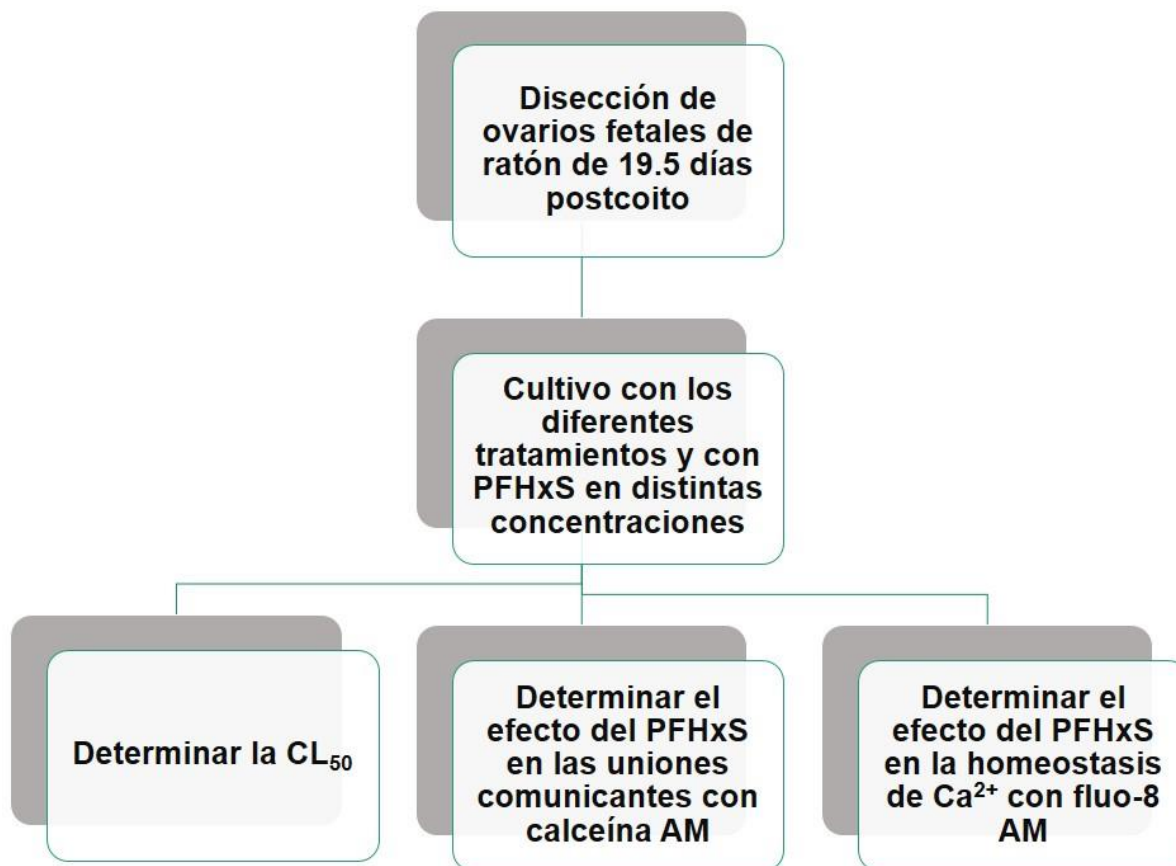 Disección de
ovarios fetales de
ratón de 19.5 días
postcoito
Cultivo con los
diferentes
tratamientos y con
PFHxS en distintas
concentraciones
Determinar la CL₅₀
Determinar el
efecto del PFHxS
en las uniones
comunicantes con
calceína AM
Determinar el
efecto del PFHxS
en la homeostasis
de Ca²⁺ con fluo-8
AM